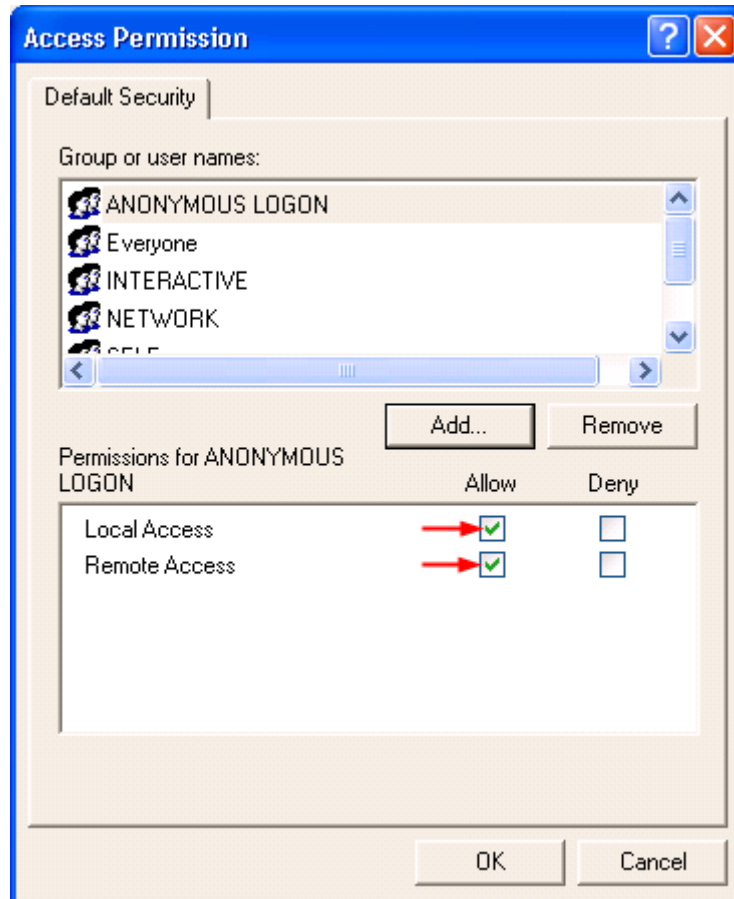 Access Permission
Default Security
Group or user names:
ANONYMOUS LOGON
Everyone
INTERACTIVE
NETWORK
SELF
Add...
Remove
Permissions for ANONYMOUS
LOGON
Allow
Deny
Local Access
Remote Access
OK
Cancel